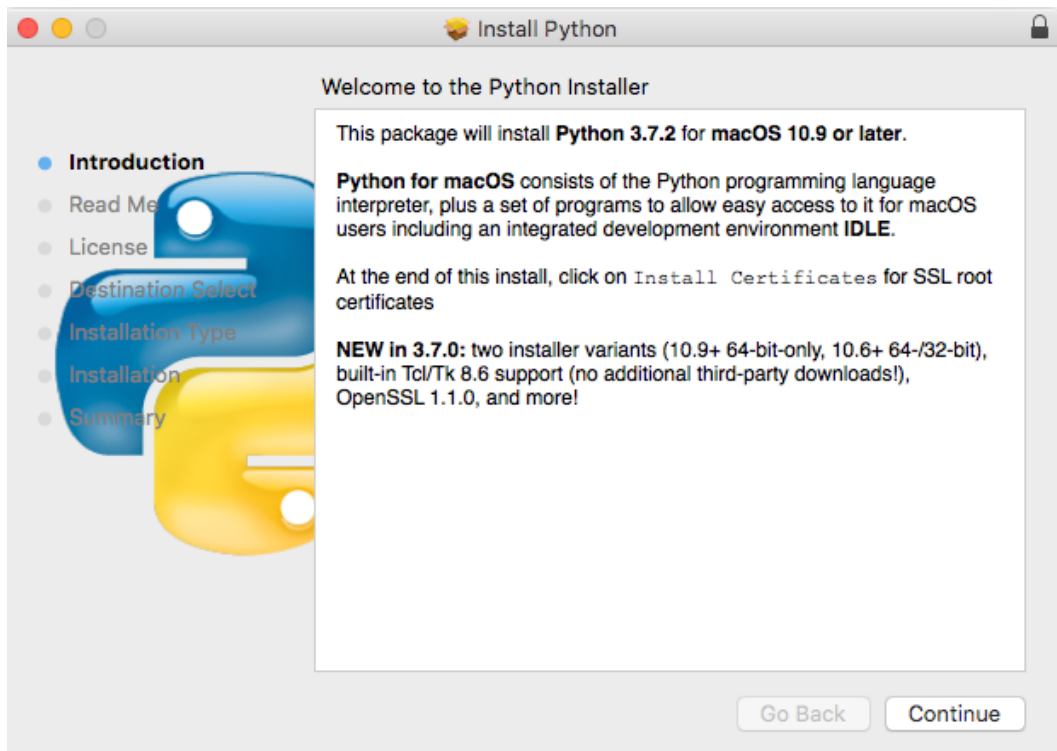 Install Python
Welcome to the Python Installer
Introduction
Read Me
License
Destination Select
Installation Type
Installation
Summary
This package will install Python 3.7.2 for macOS 10.9 or later.
Python for macOS consists of the Python programming language
interpreter, plus a set of programs to allow easy access to it for macOS
users including an integrated development environment IDLE.
At the end of this install, click on Install Certificates for SSL root
certificates
NEW in 3.7.0: two installer variants (10.9+ 64-bit-only, 10.6+ 64-/32-bit),
built-in Tcl/Tk 8.6 support (no additional third-party downloads!),
OpenSSL 1.1.0, and more!
Go Back
Continue